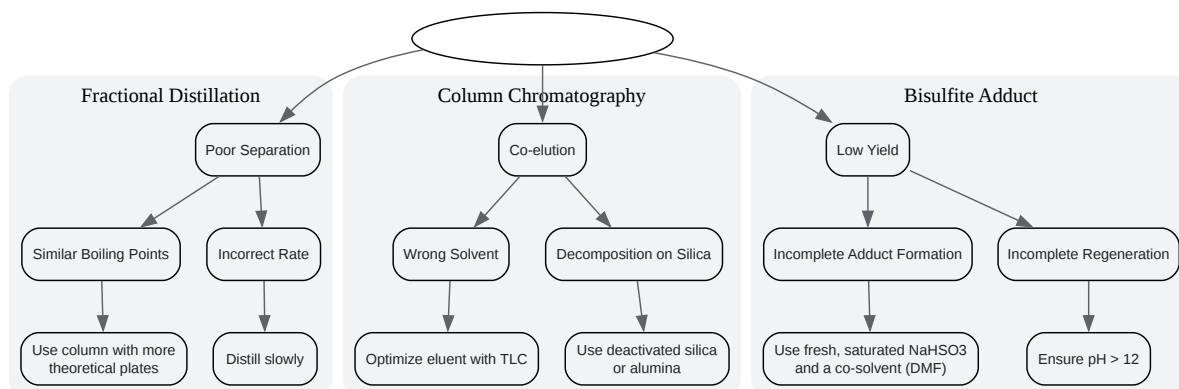 Fractional Distillation
Column Chromatography
Bisulfite Adduct
Poor Separation
Co-elution
Low Yield
Similar Boiling Points
Incorrect Rate
Wrong Solvent
Decomposition on Silica
Incomplete Adduct Formation
Incomplete Regeneration
Use column with more
theoretical plates
Distill slowly
Optimize eluent with TLC
Use deactivated silica
or alumina
Use fresh, saturated NaHSO3
and a co-solvent (DMF)
Ensure pH > 12